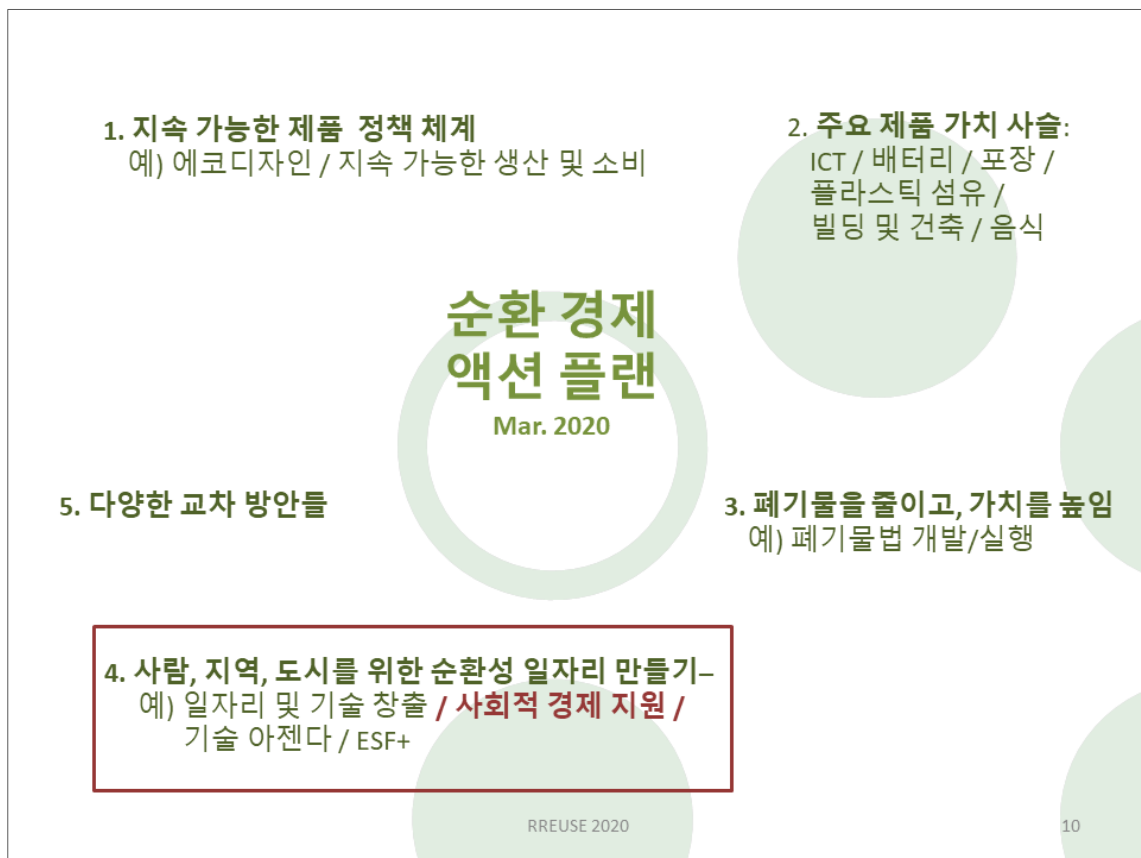 1. 지속 가능한 제품 정책 체계
예) 에코디자인 / 지속 가능한 생산 및 소비
2. 주요 제품 가치 사슬:
ICT / 배터리 / 포장 /
플라스틱 섬유 /
빌딩 및 건축 / 음식
순환 경제
액션 플랜
Mar. 2020
3. 폐기물을 줄이고, 가치를 높임
예) 폐기물법 개발/실행
4. 사람, 지역, 도시를 위한 순환성 일자리 만들기–
예) 일자리 및 기술 창출 / 사회적 경제 지원 /
기술 아젠다 / ESF+
5. 다양한 교차 방안들
RREUSE 2020
10